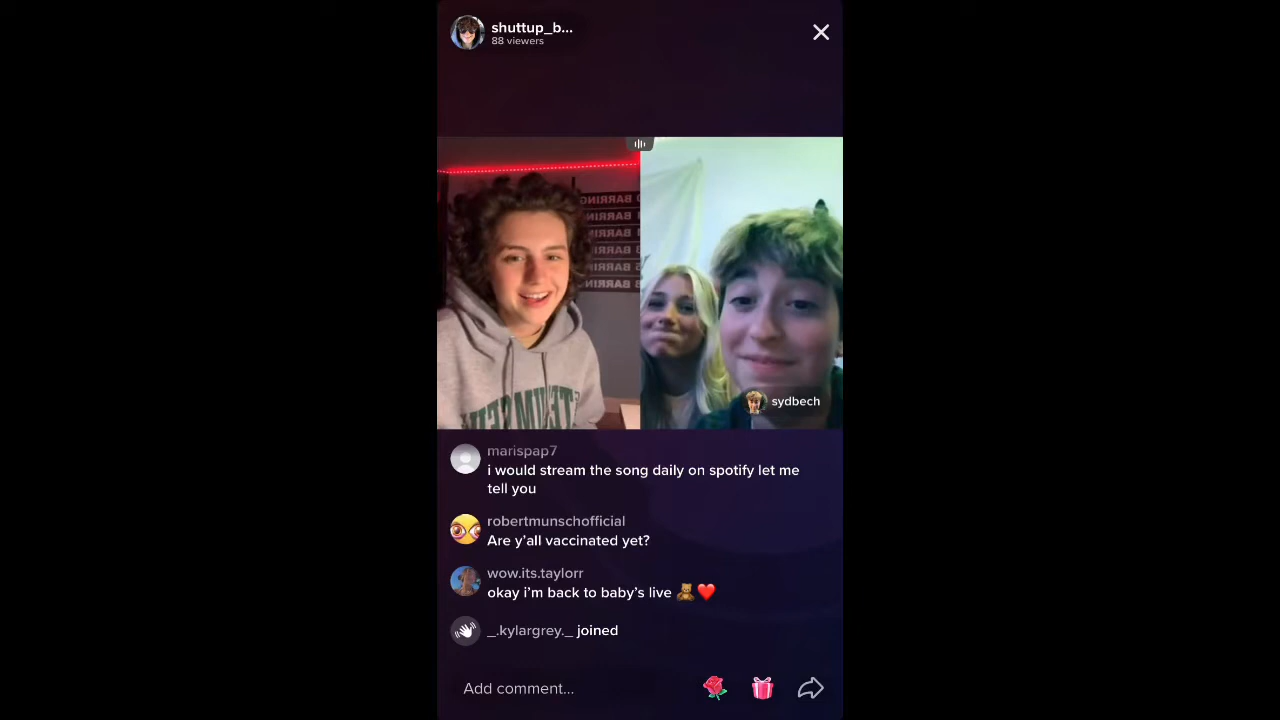 shuttup_b...
88 viewers
sydbech
marispap7
i would stream the song daily on spotify let me
tell you
robertmunschofficial
Are y'all vaccinated yet?
wow.its.taylorr
okay i'm back to baby's live 🧸❤️
_.kylargrey._ joined
Add comment...